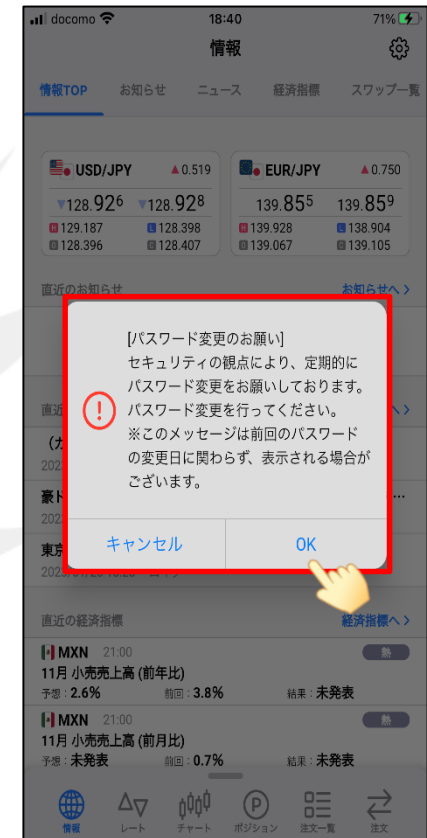 docomo 18:40 71%
情報
情報TOP お知らせ ニュース 経済指標 スワップ一覧
USD/JPY ▲0.519 EUR/JPY ▲0.750
▼128.926 ▼128.928 139.855 139.859
H 129.187 L 128.398 H 139.928 L 138.904
O 128.396 C 128.407 O 139.067 C 139.105
直近のお知らせ お知らせへ >
[パスワード変更のお願い]
セキュリティの観点により、定期的に
パスワード変更をお願いしております。
パスワード変更を行ってください。
※このメッセージは前回のパスワード
の変更日に関わらず、表示される場合が
ございます。
キャンセル OK
直近の経済指標 経済指標へ >
MXN 21:00 熱
11月 小売売上高 (前年比)
予想 : 2.6% 前回 : 3.8% 結果 : 未発表
MXN 21:00 熱
11月 小売売上高 (前月比)
予想 : 未発表 前回 : 0.7% 結果 : 未発表
情報 レート チャート ポジション 注文一覧 注文